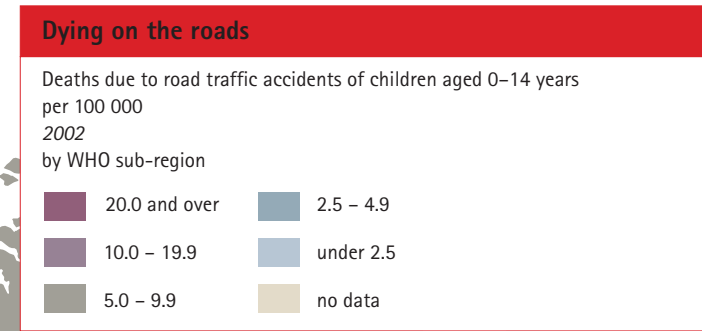 Dying on the roads
Deaths due to road traffic accidents of children aged 0–14 years
per 100 000
2002
by WHO sub-region
20.0 and over
10.0 – 19.9
5.0 – 9.9
2.5 – 4.9
under 2.5
no data